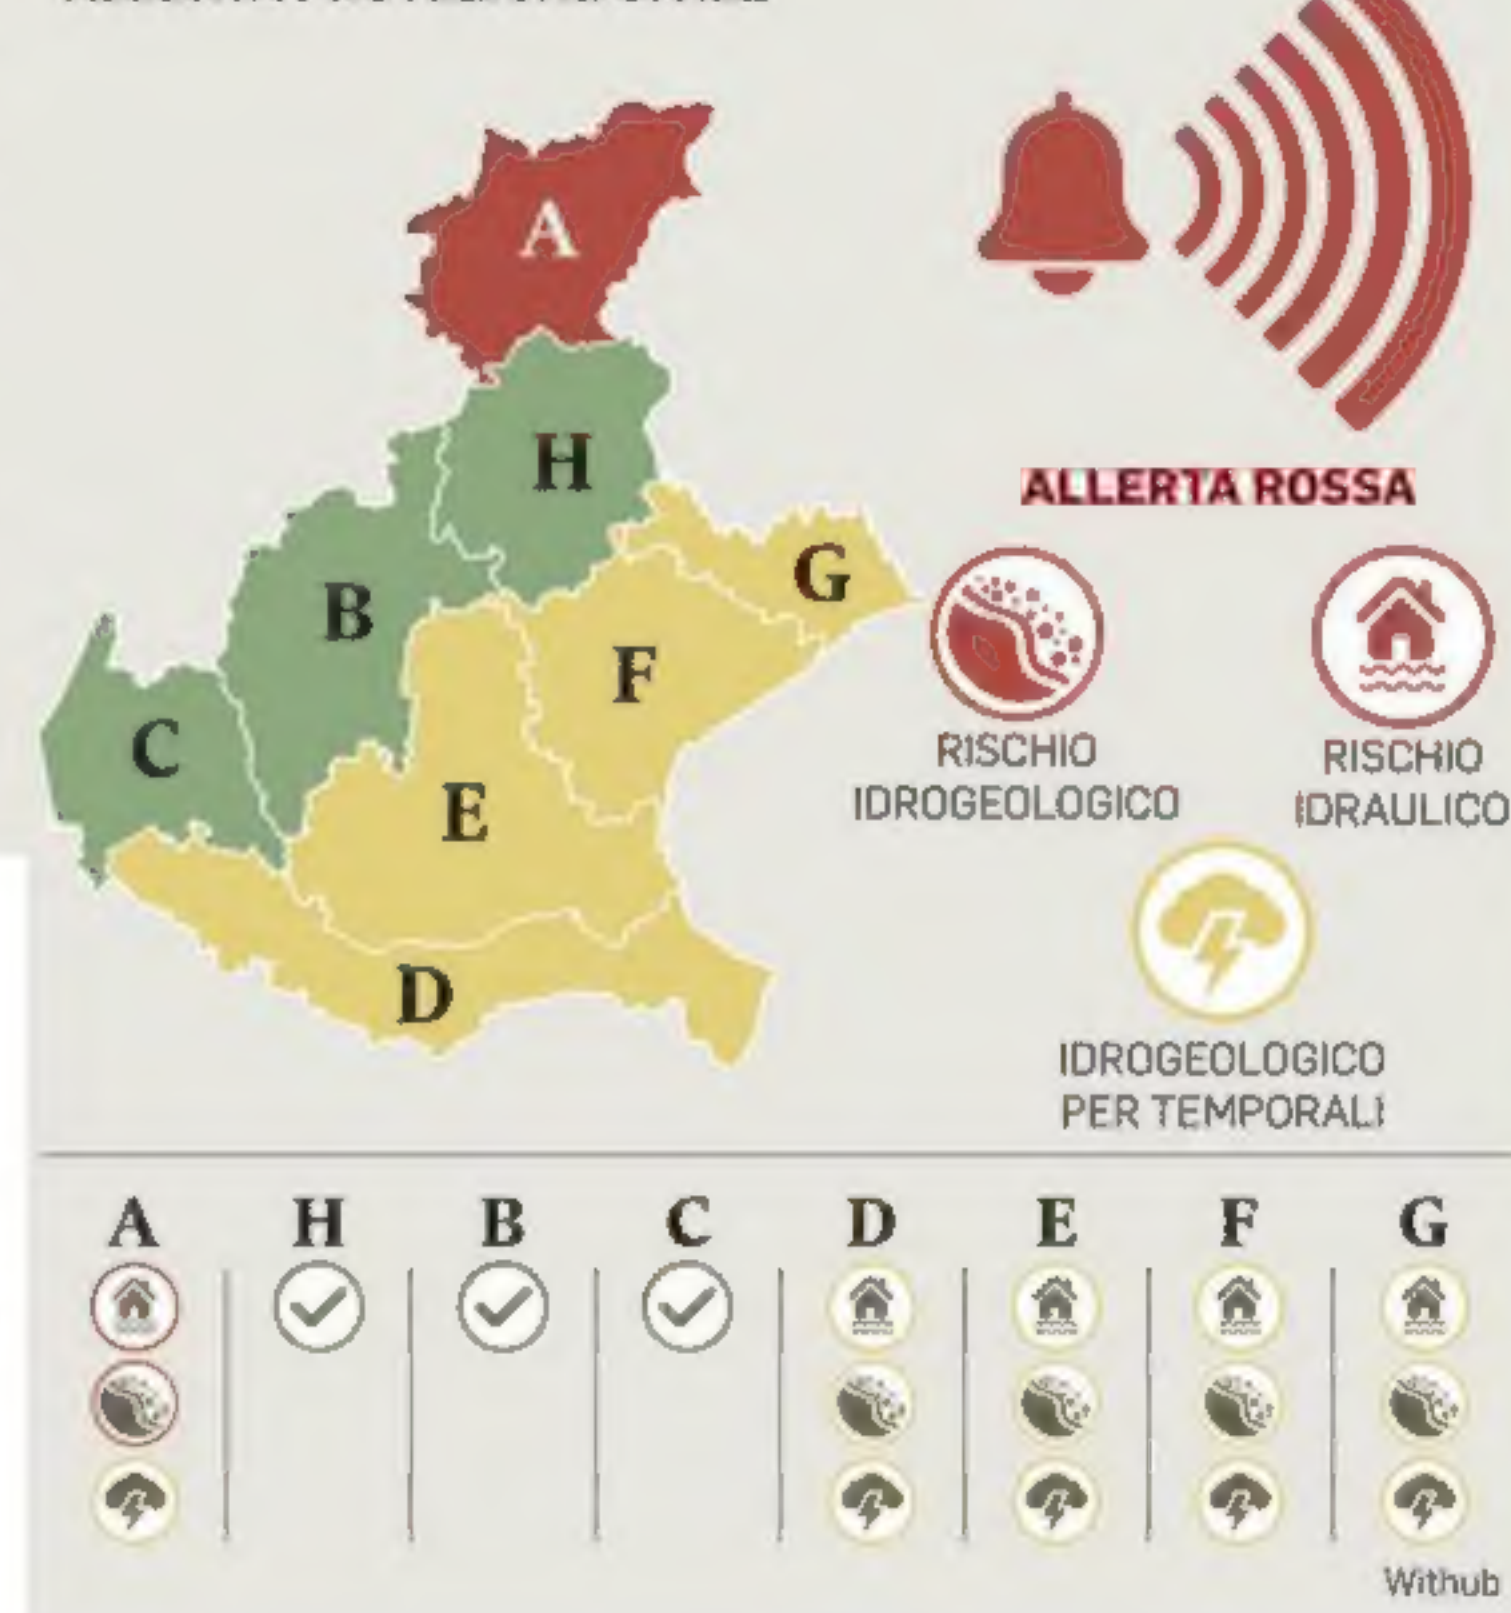 A
H
B
G
F
C
E
D
ALLERTA ROSSA
RISCHIO
IDROGEOLOGICO
RISCHIO
IDRAULICO
IDROGEOLOGICO
PER TEMPORALI
A H B C D E F G
Withub